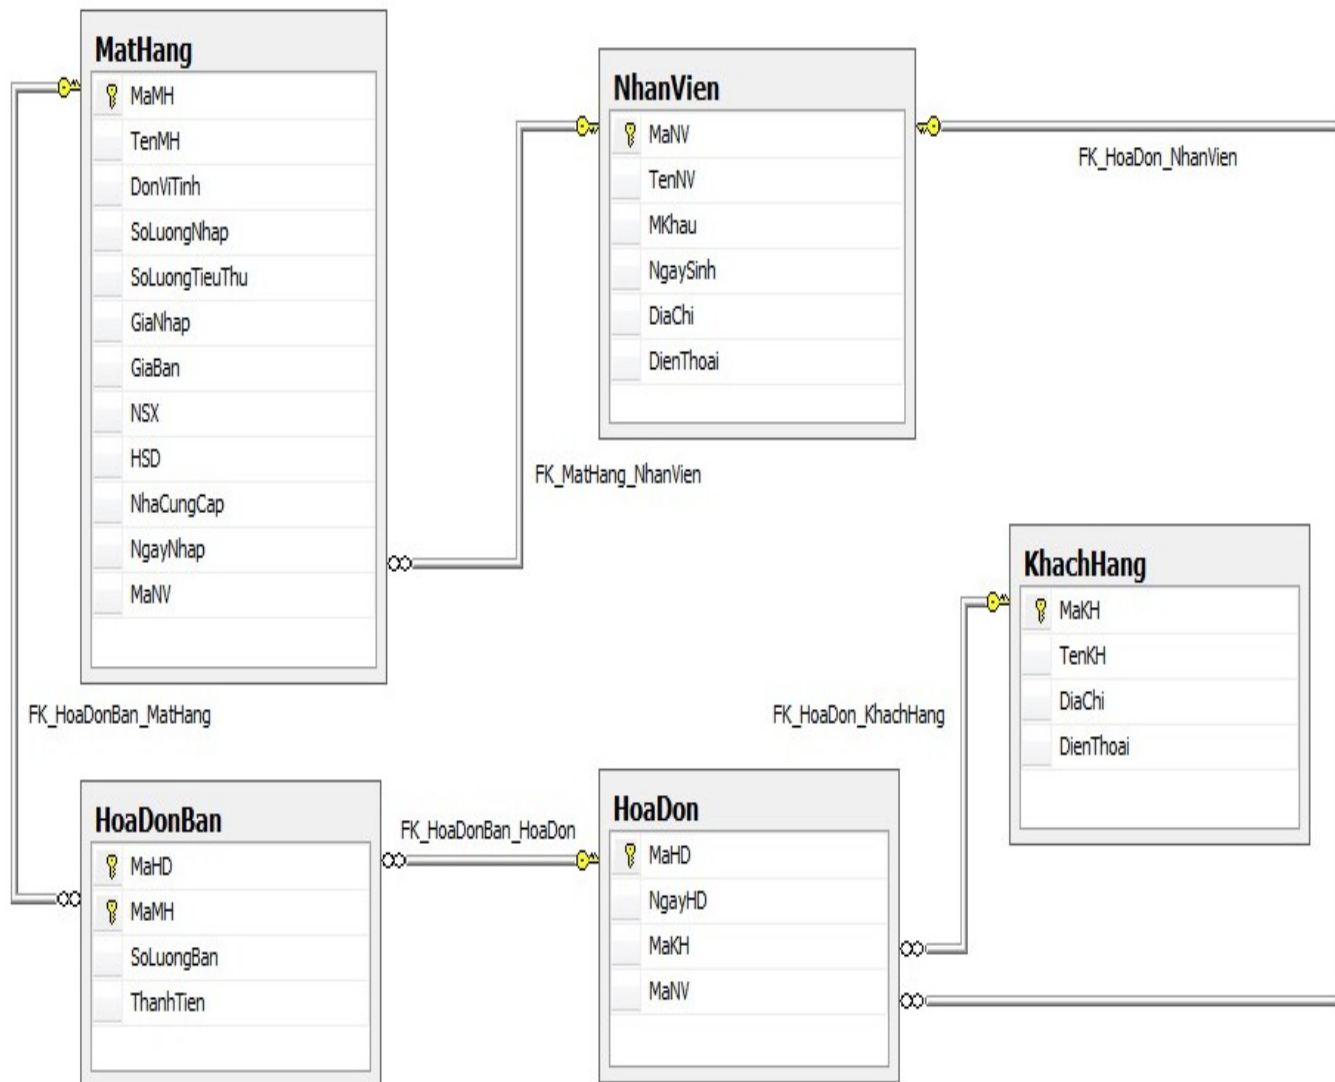 MatHang
MaMH
TenMH
DonViTinh
SoLuongNhap
SoLuongTieuThu
GiaNhap
GiaBan
NSX
HSD
NhaCungCap
NgayNhap
MaNV
NhanVien
MaNV
TenNV
MKhau
NgaySinh
DiaChi
DienThoai
FK_HoaDon_NhanVien
FK_MatHang_NhanVien
KhachHang
MaKH
TenKH
DiaChi
DienThoai
FK_HoaDonBan_MatHang
FK_HoaDon_KhachHang
HoaDonBan
MaHD
MaMH
SoLuongBan
ThanhTien
FK_HoaDonBan_HoaDon
HoaDon
MaHD
NgayHD
MaKH
MaNV